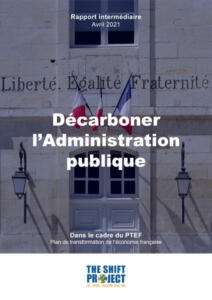 Rapport intermédiaire
Avril 2021
Liberté. Egalité Fraternité
Décarboner
l'Administration
publique
Dans le cadre du PTEF
Plan de transformation de l'économie française
THE SHIFT
PROJECT